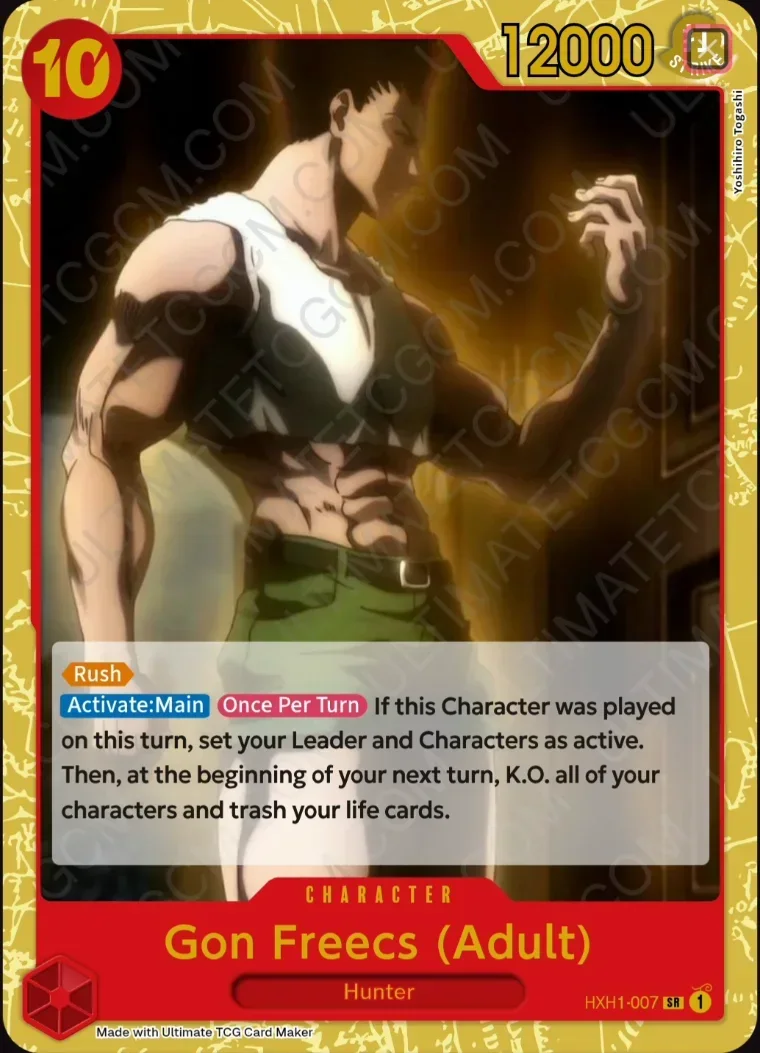 10
12000
STRIKE
Yoshihiro Togashi
ULTIMATETCGCM.COM
Rush
Activate:Main Once Per Turn If this Character was played
on this turn, set your Leader and Characters as active.
Then, at the beginning of your next turn, K.O. all of your
characters and trash your life cards.
CHARACTER
Gon Freecs (Adult)
Hunter
HXH1-007 SR 1
Made with Ultimate TCG Card Maker